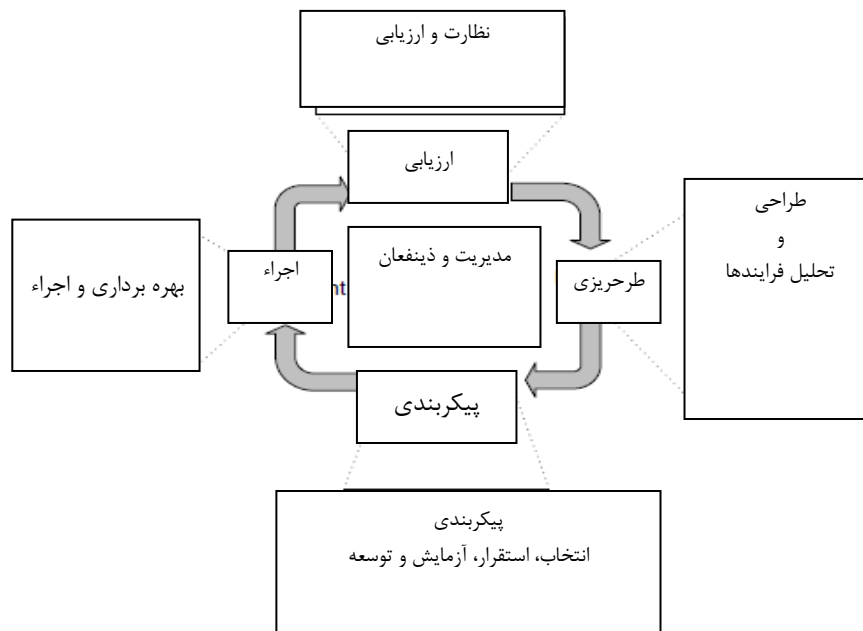 نظارت و ارزیابی
ارزیابی
طراحی
و
تحلیل فرایندها
طرحریزی
مدیریت و ذینفعان
اجراء
nt
بهره برداری و اجراء
پیکربندی
پیکربندی
انتخاب، استقرار، آزمایش و توسعه